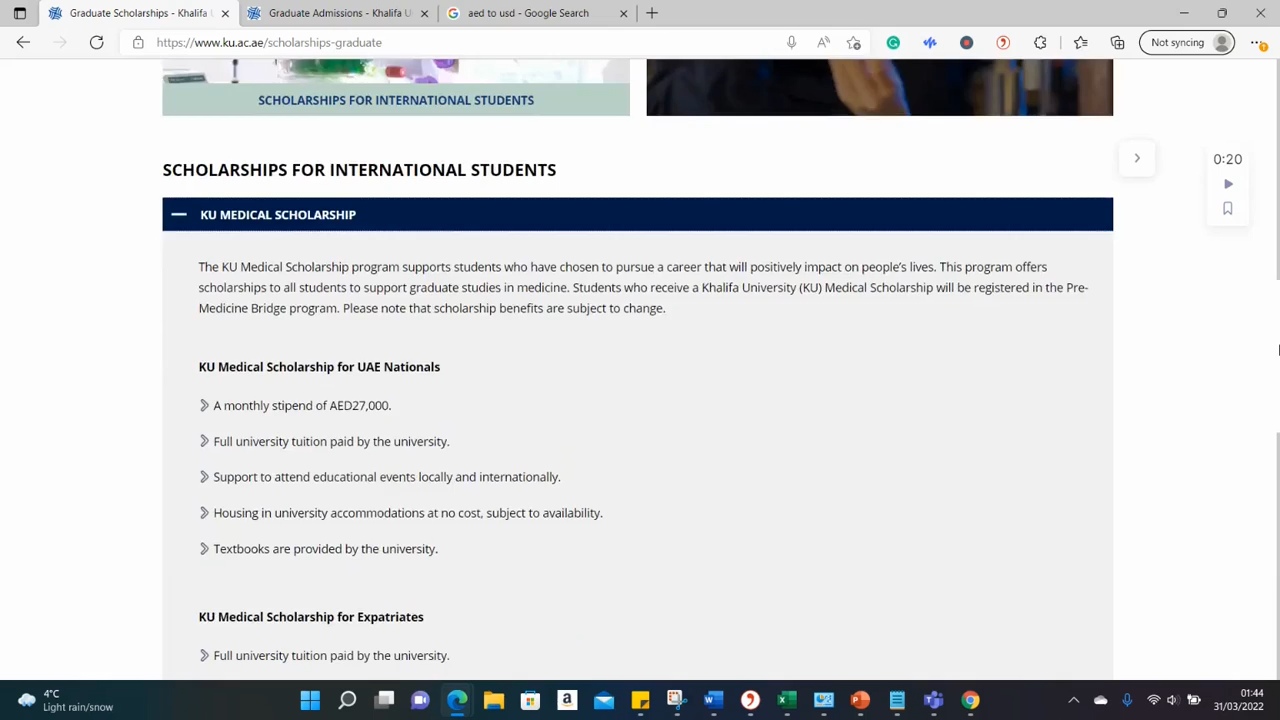 Graduate Scholarships - Khalifa U
Graduate Admissions - Khalifa U
aed to usd - Google Search
https://www.ku.ac.ae/scholarships-graduate
Not syncing
SCHOLARSHIPS FOR INTERNATIONAL STUDENTS
SCHOLARSHIPS FOR INTERNATIONAL STUDENTS
0:20
KU MEDICAL SCHOLARSHIP
The KU Medical Scholarship program supports students who have chosen to pursue a career that will positively impact on people's lives. This program offers
scholarships to all students to support graduate studies in medicine. Students who receive a Khalifa University (KU) Medical Scholarship will be registered in the Pre-
Medicine Bridge program. Please note that scholarship benefits are subject to change.
KU Medical Scholarship for UAE Nationals
A monthly stipend of AED27,000.
Full university tuition paid by the university.
Support to attend educational events locally and internationally.
Housing in university accommodations at no cost, subject to availability.
Textbooks are provided by the university.
KU Medical Scholarship for Expatriates
Full university tuition paid by the university.
4°C
Light rain/snow
01:44
31/03/2022